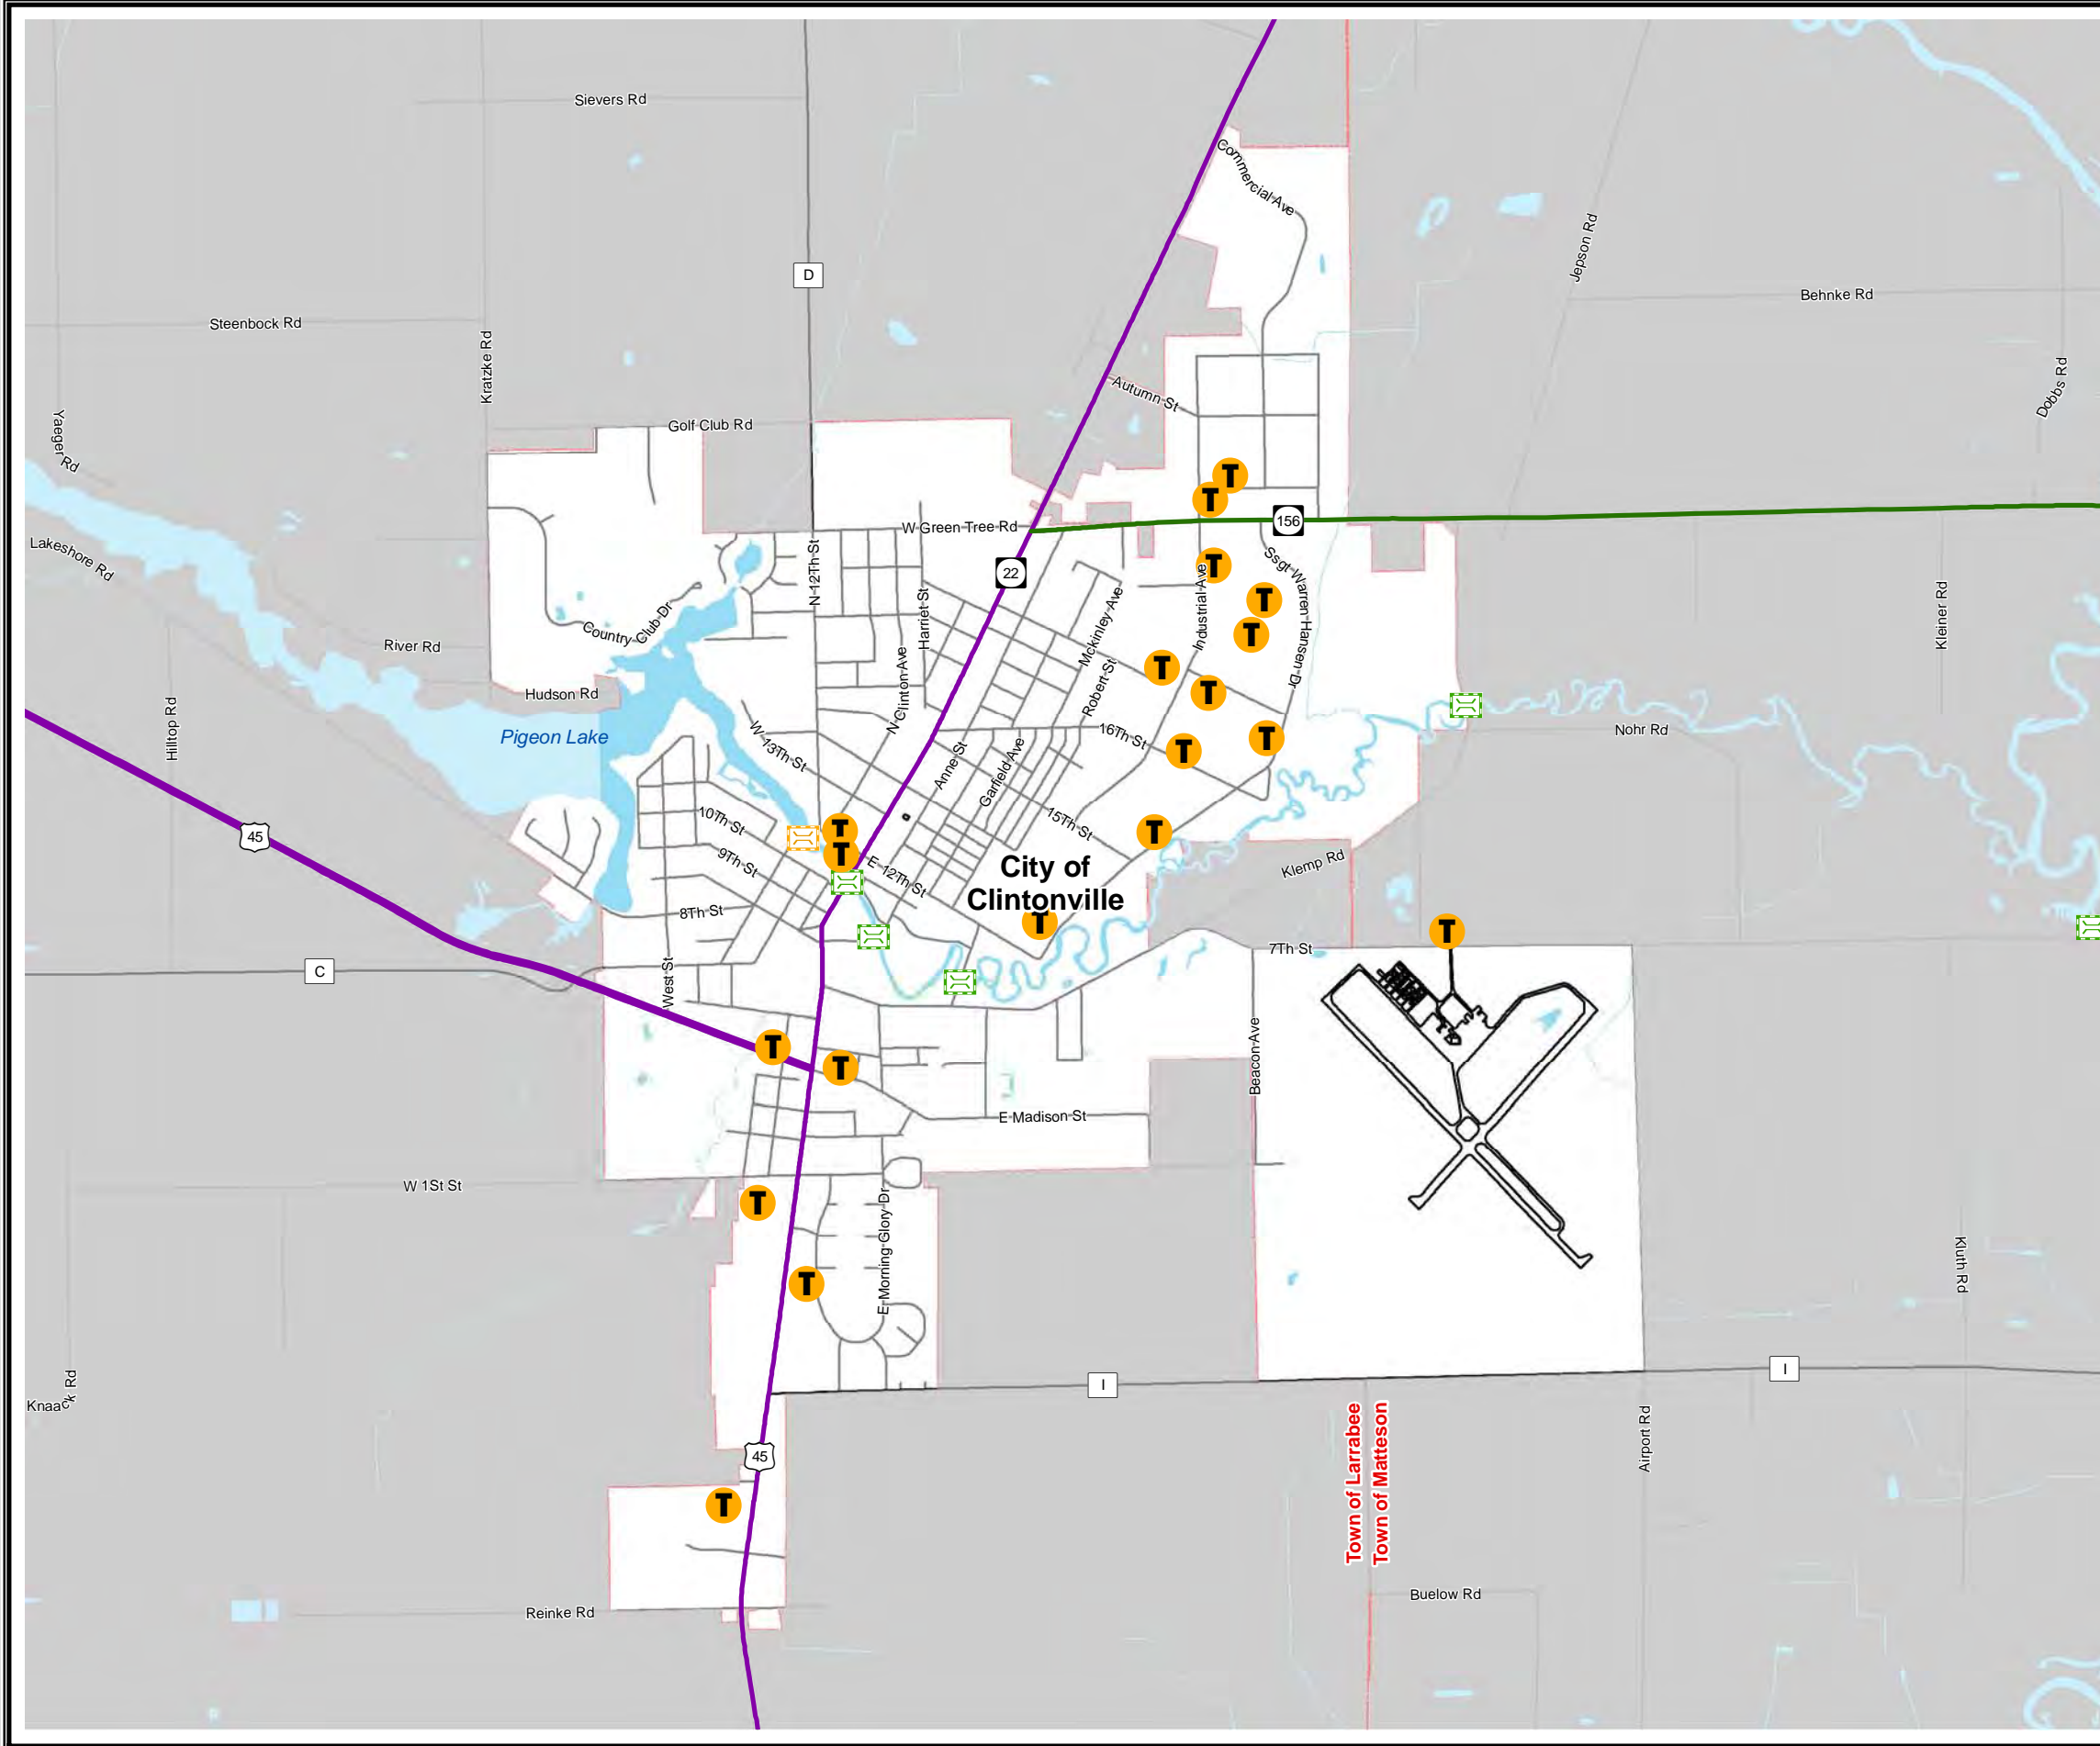 Sievers Rd
Commercial Ave
D
Jepson Rd
Behnke Rd
Steenbock Rd
Kratzke Rd
Dobbs Rd
Autumn St
Yaeger Rd
Golf Club Rd
T
T
W Green Tree Rd
156
Lakeshore Rd
22
N 12Th St
T
Ssgt Warren Hansen Dr
Industrial Ave
T
Mckinley Ave
Harriet St
Kleiner Rd
Country Club Dr
T
River Rd
T
Robert St
T
Hudson Rd
N Clinton Ave
Hilltop Rd
Pigeon Lake
W 13Th St
16Th St
T
T
Nohr Rd
Anne St
Garfield Ave
10Th St
15Th St
T
T
T
45
9Th St
E 12Th St
Klemp Rd
City of
Clintonville
8Th St
T
T
7Th St
C
West St
T
T
Beacon Ave
E Madison St
W 1St St
T
E Morning Glory Dr
T
Kluth Rd
I
I
Knaack Rd
Town of Larrabee
Town of Matteson
Airport Rd
45
T
Reinke Rd
Buelow Rd